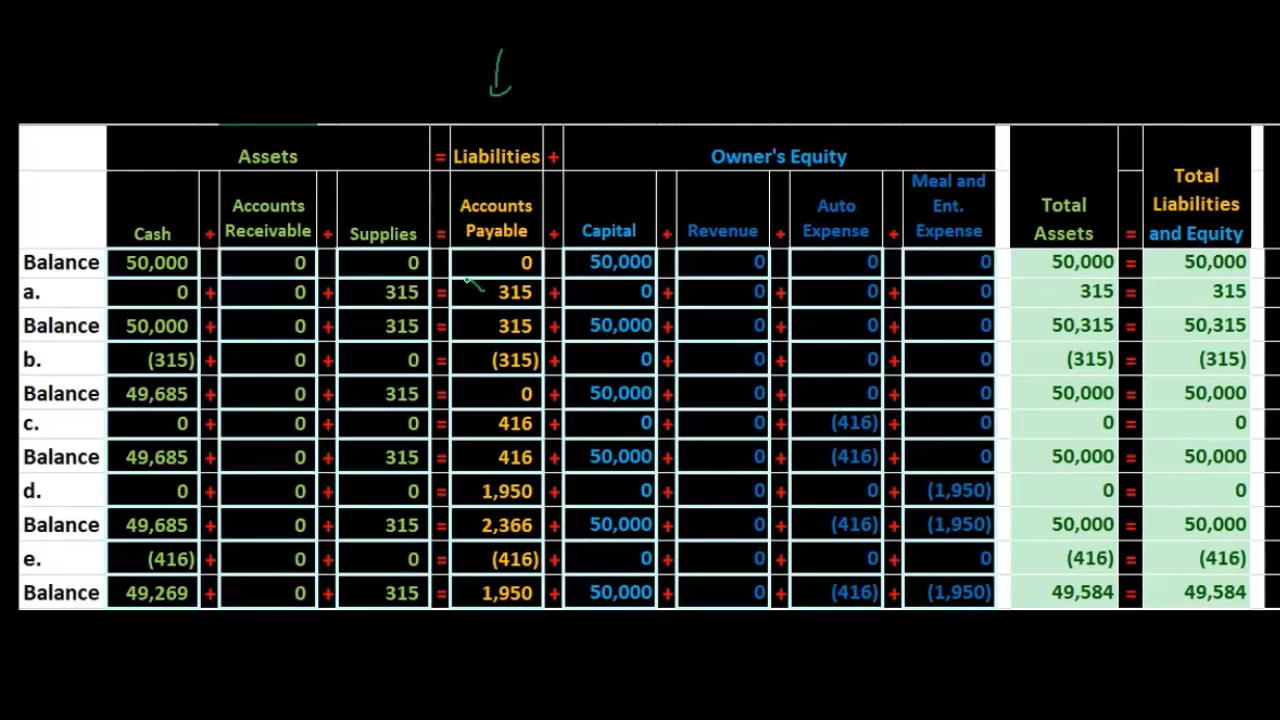 Assets = Liabilities + Owner's Equity
Cash + Accounts Receivable + Supplies = Accounts Payable + Capital + Revenue + Auto Expense + Meal and Ent. Expense Total Assets = Total Liabilities and Equity
Balance 50,000 0 0 0 50,000 0 0 0 50,000 = 50,000
a. 0 + 0 + 315 = 315 + 0 + 0 + 0 + 0 315 = 315
Balance 50,000 + 0 + 315 = 315 + 50,000 + 0 + 0 + 0 50,315 = 50,315
b. (315) + 0 + 0 = (315) + 0 + 0 + 0 + 0 (315) = (315)
Balance 49,685 + 0 + 315 = 0 + 50,000 + 0 + 0 + 0 50,000 = 50,000
c. 0 + 0 + 0 = 416 + 0 + 0 + (416) + 0 0 = 0
Balance 49,685 + 0 + 315 = 416 + 50,000 + 0 + (416) + 0 50,000 = 50,000
d. 0 + 0 + 0 = 1,950 + 0 + 0 + 0 + (1,950) 0 = 0
Balance 49,685 + 0 + 315 = 2,366 + 50,000 + 0 + (416) + (1,950) 50,000 = 50,000
e. (416) + 0 + 0 = (416) + 0 + 0 + 0 + 0 (416) = (416)
Balance 49,269 + 0 + 315 = 1,950 + 50,000 + 0 + (416) + (1,950) 49,584 = 49,584